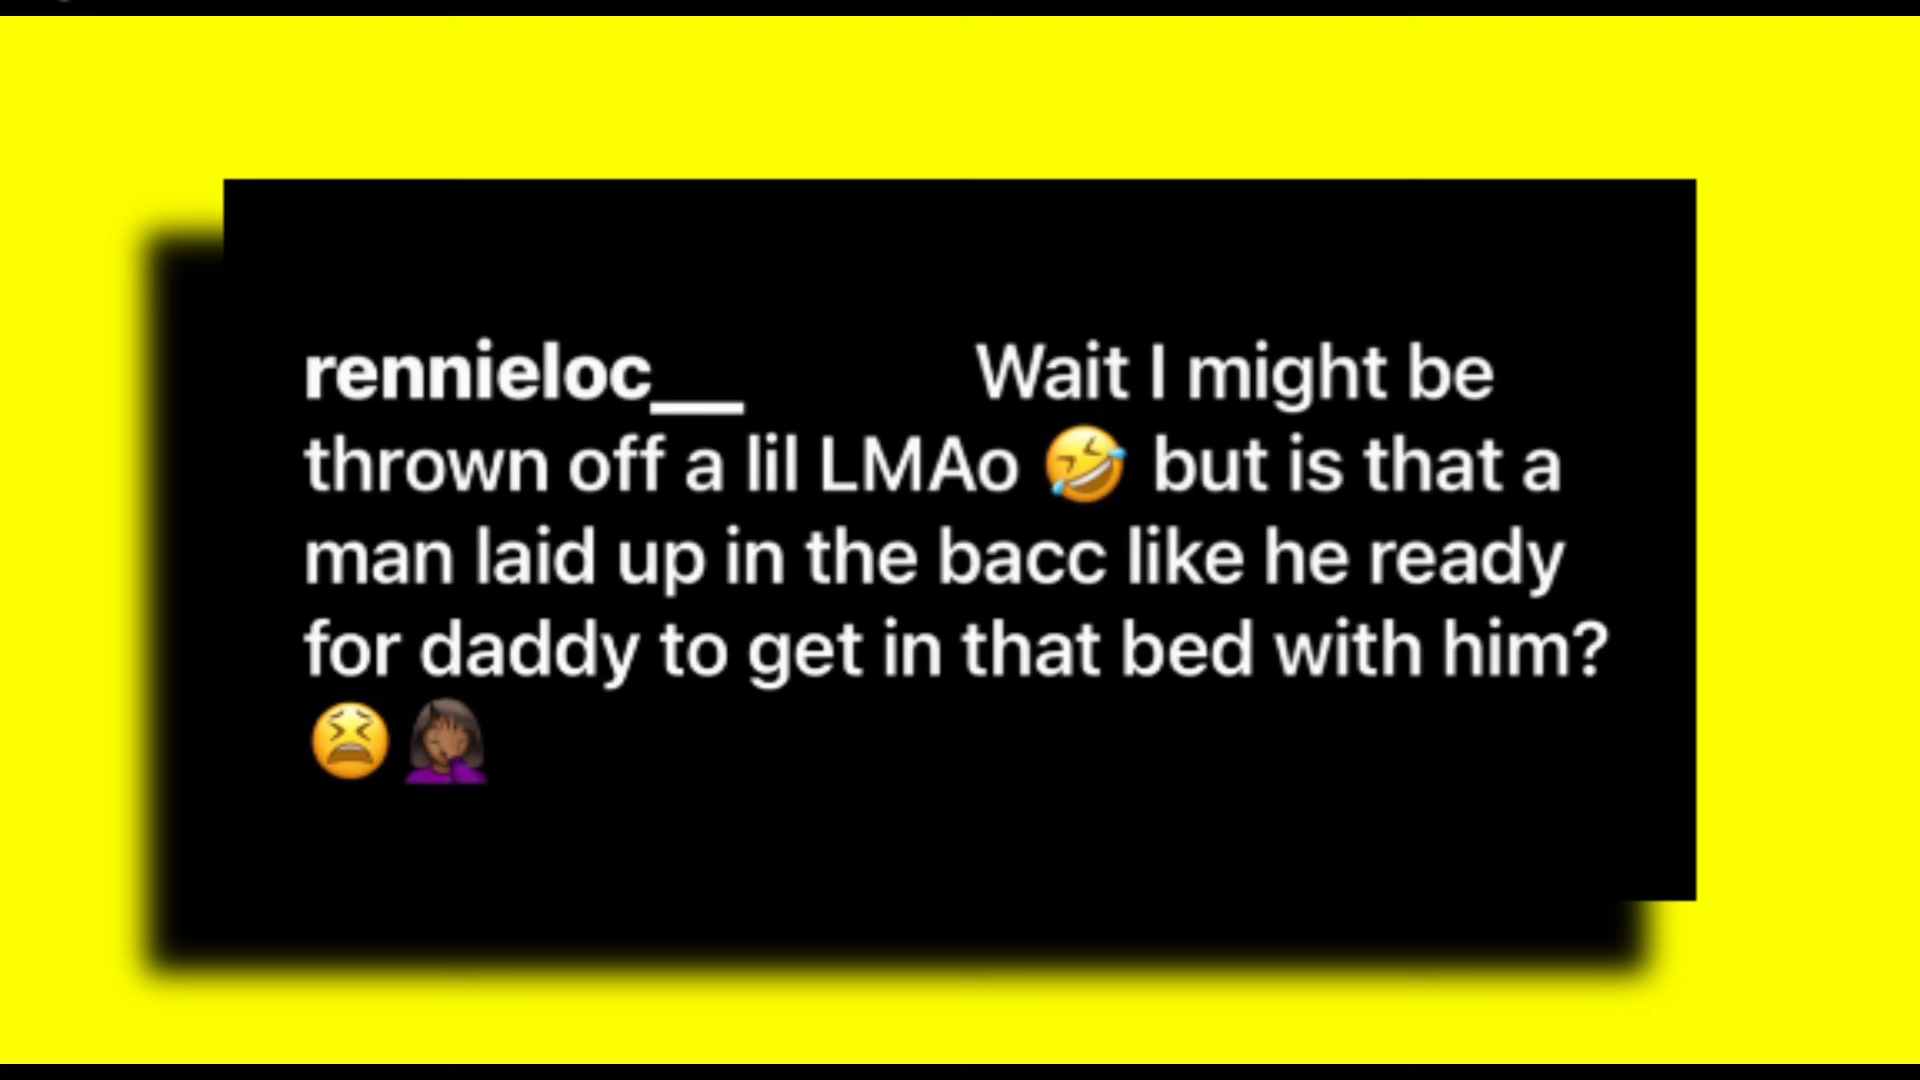 rennieloc__ Wait I might be
thrown off a lil LMAo 🤣 but is that a
man laid up in the bacc like he ready
for daddy to get in that bed with him?
😫🤦🏾‍♀️